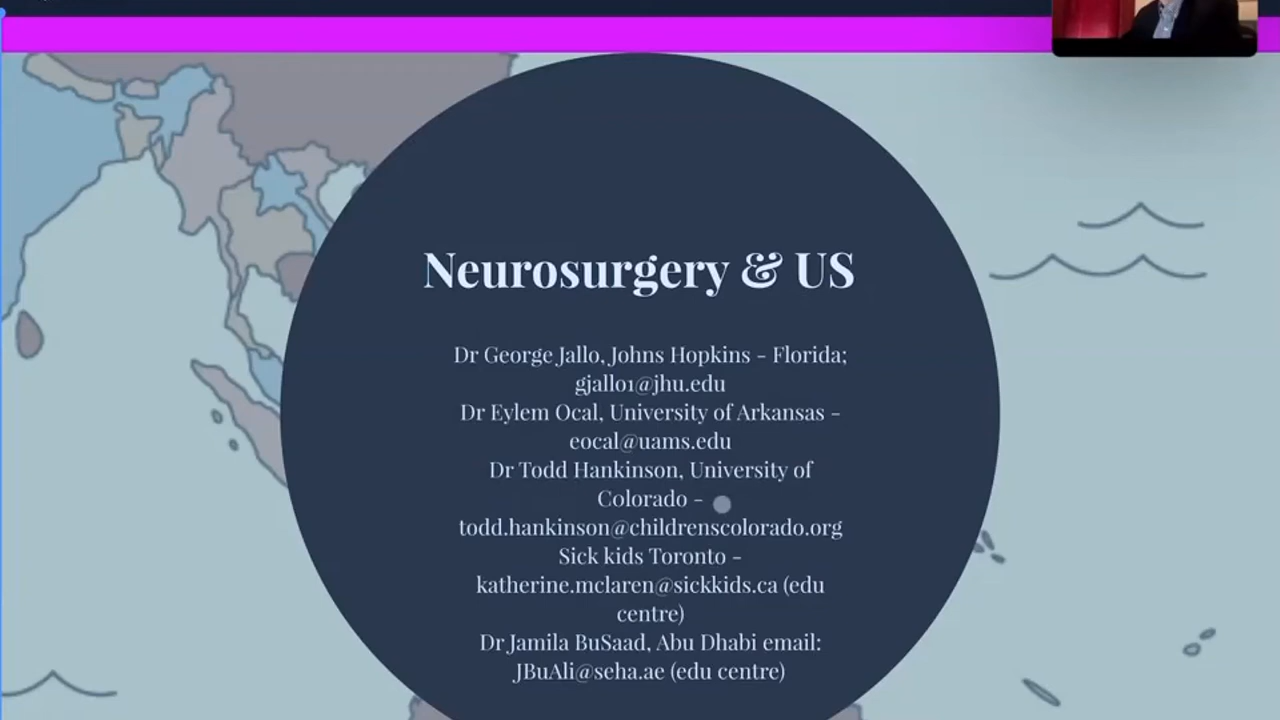 Neurosurgery & US
Dr George Jallo, Johns Hopkins - Florida;
gjallo1@jhu.edu
Dr Eylem Ocal, University of Arkansas -
eocal@uams.edu
Dr Todd Hankinson, University of
Colorado -
todd.hankinson@childrenscolorado.org
Sick kids Toronto -
katherine.mclaren@sickkids.ca (edu
centre)
Dr Jamila BuSaad, Abu Dhabi email:
JBuAli@seha.ae (edu centre)